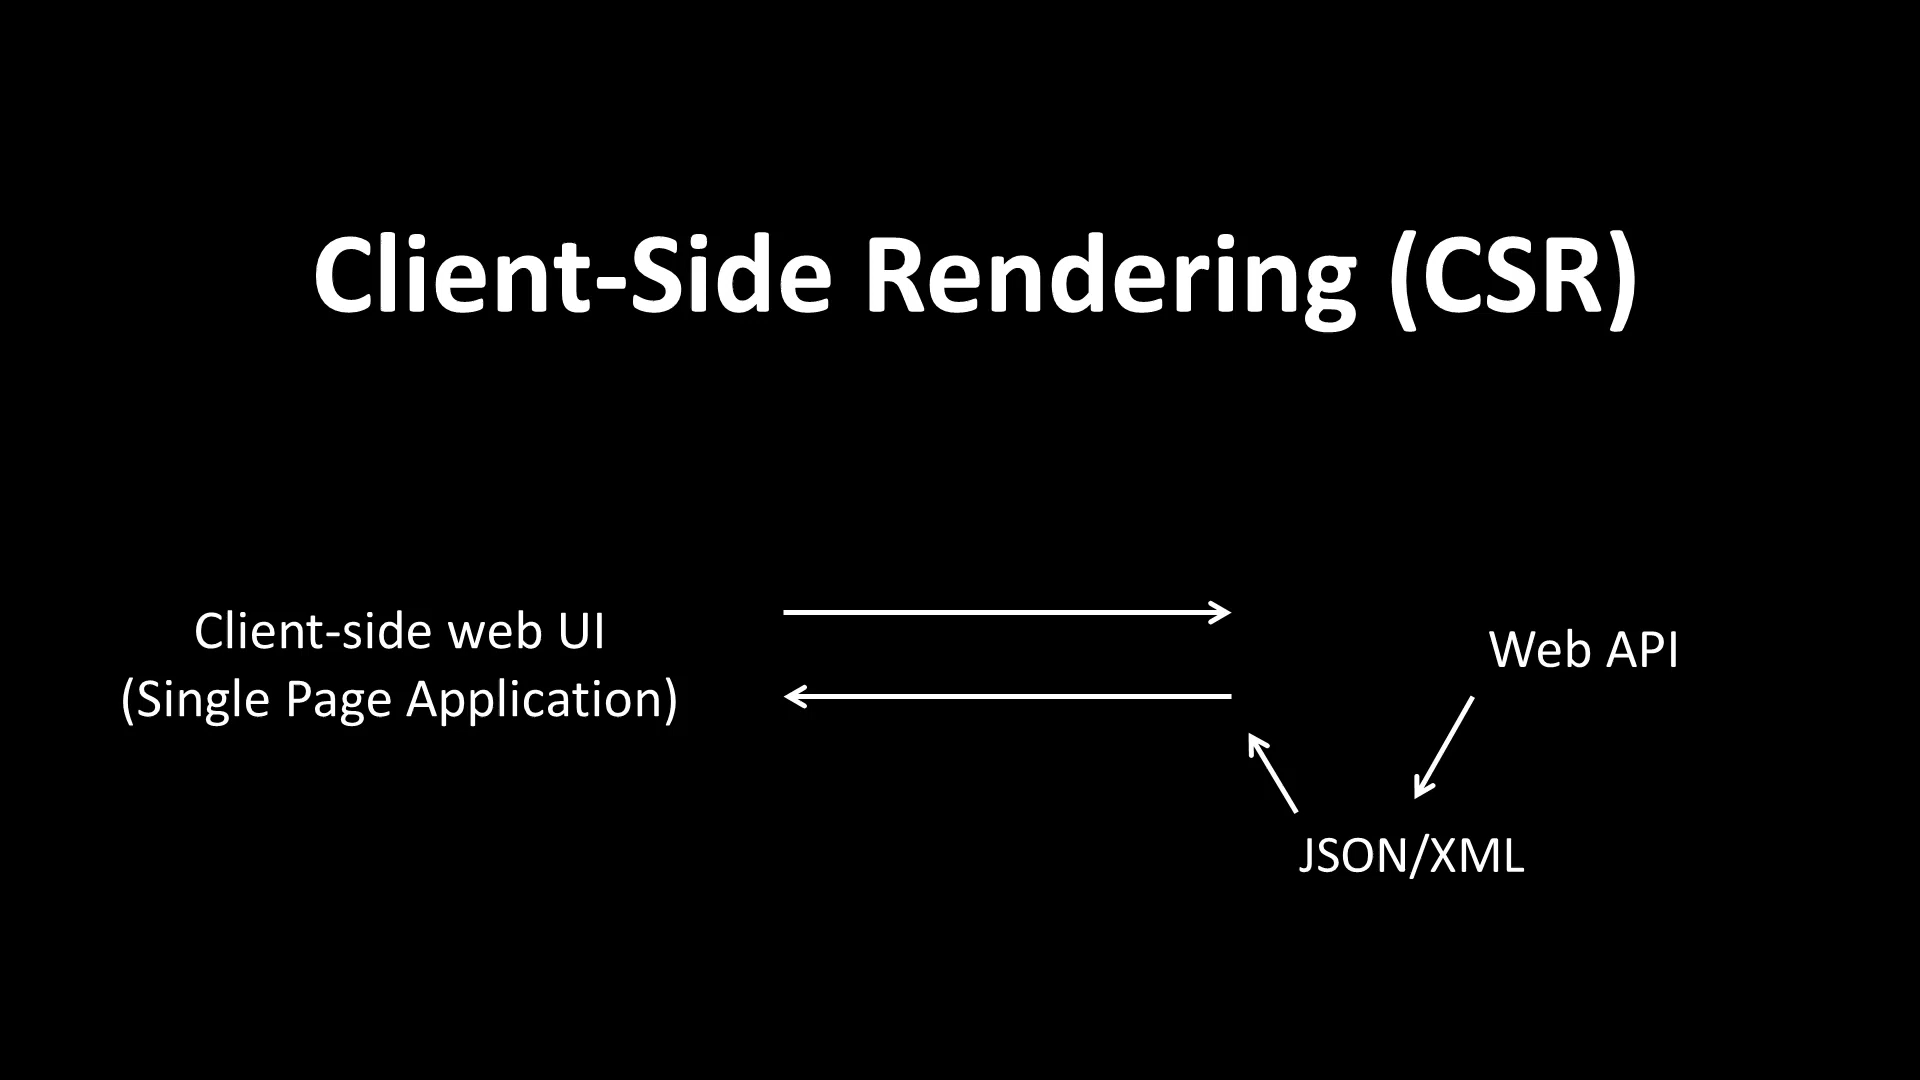 Client-Side Rendering (CSR)
Client-side web UI
(Single Page Application)
Web API
JSON/XML